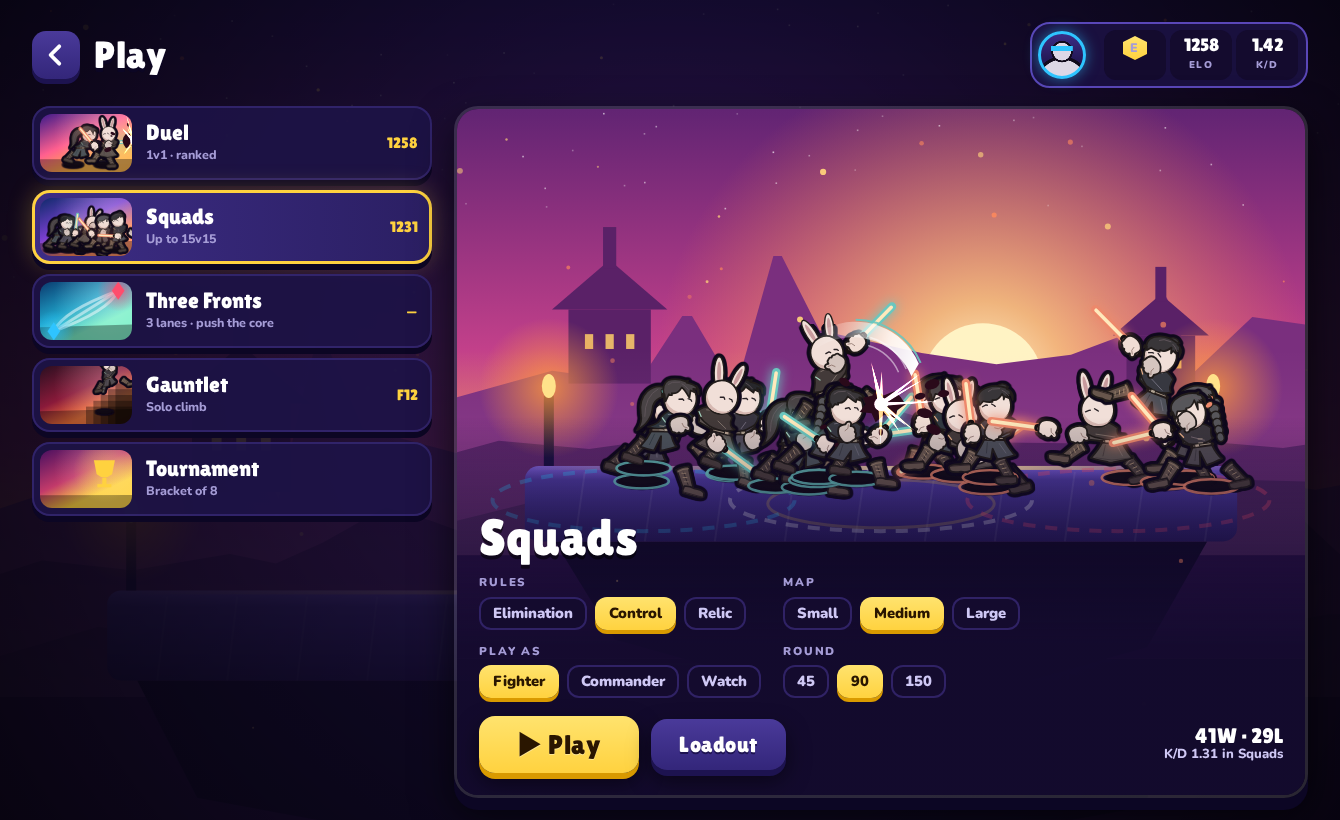 Play
E
1258
ELO
1.42
K/D
Duel
1v1 · ranked
1258
Squads
Up to 15v15
1231
Three Fronts
3 lanes · push the core
–
Gauntlet
Solo climb
F12
Tournament
Bracket of 8
Squads
RULES
Elimination Control Relic
MAP
Small Medium Large
PLAY AS
Fighter Commander Watch
ROUND
45 90 150
Play
Loadout
41W · 29L
K/D 1.31 in Squads